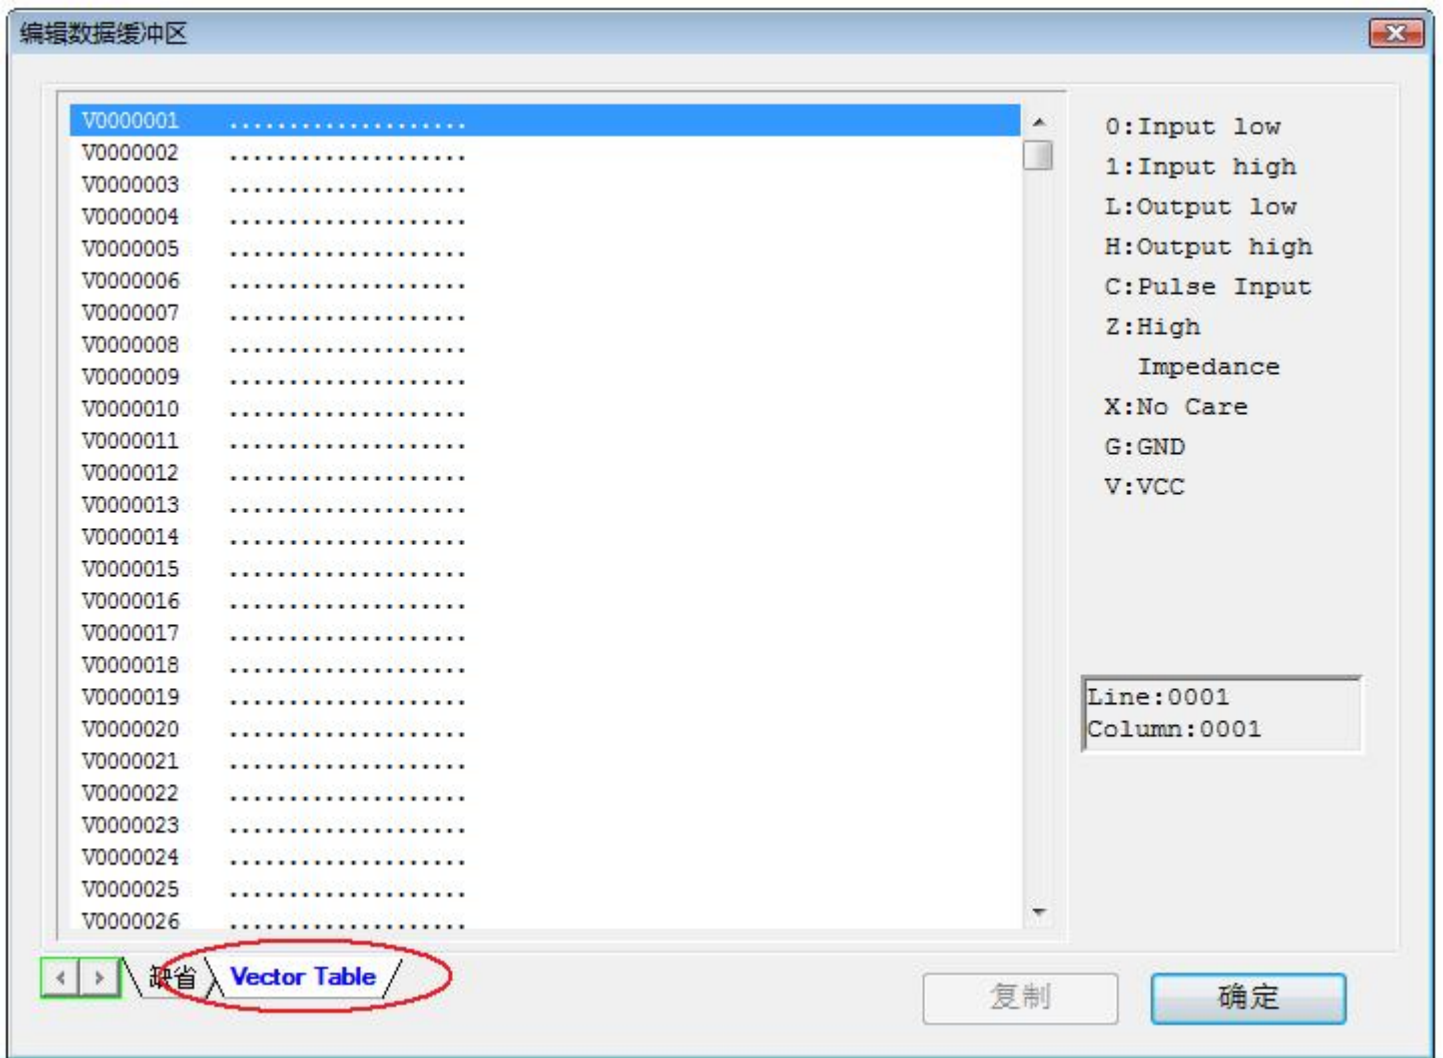 编辑数据缓冲区
V0000001 ....................
V0000002 ....................
V0000003 ....................
V0000004 ....................
V0000005 ....................
V0000006 ....................
V0000007 ....................
V0000008 ....................
V0000009 ....................
V0000010 ....................
V0000011 ....................
V0000012 ....................
V0000013 ....................
V0000014 ....................
V0000015 ....................
V0000016 ....................
V0000017 ....................
V0000018 ....................
V0000019 ....................
V0000020 ....................
V0000021 ....................
V0000022 ....................
V0000023 ....................
V0000024 ....................
V0000025 ....................
V0000026 ....................
0:Input low
1:Input high
L:Output low
H:Output high
C:Pulse Input
Z:High
Impedance
X:No Care
G:GND
V:VCC
Line:0001
Column:0001
缺省 Vector Table
复制 确定